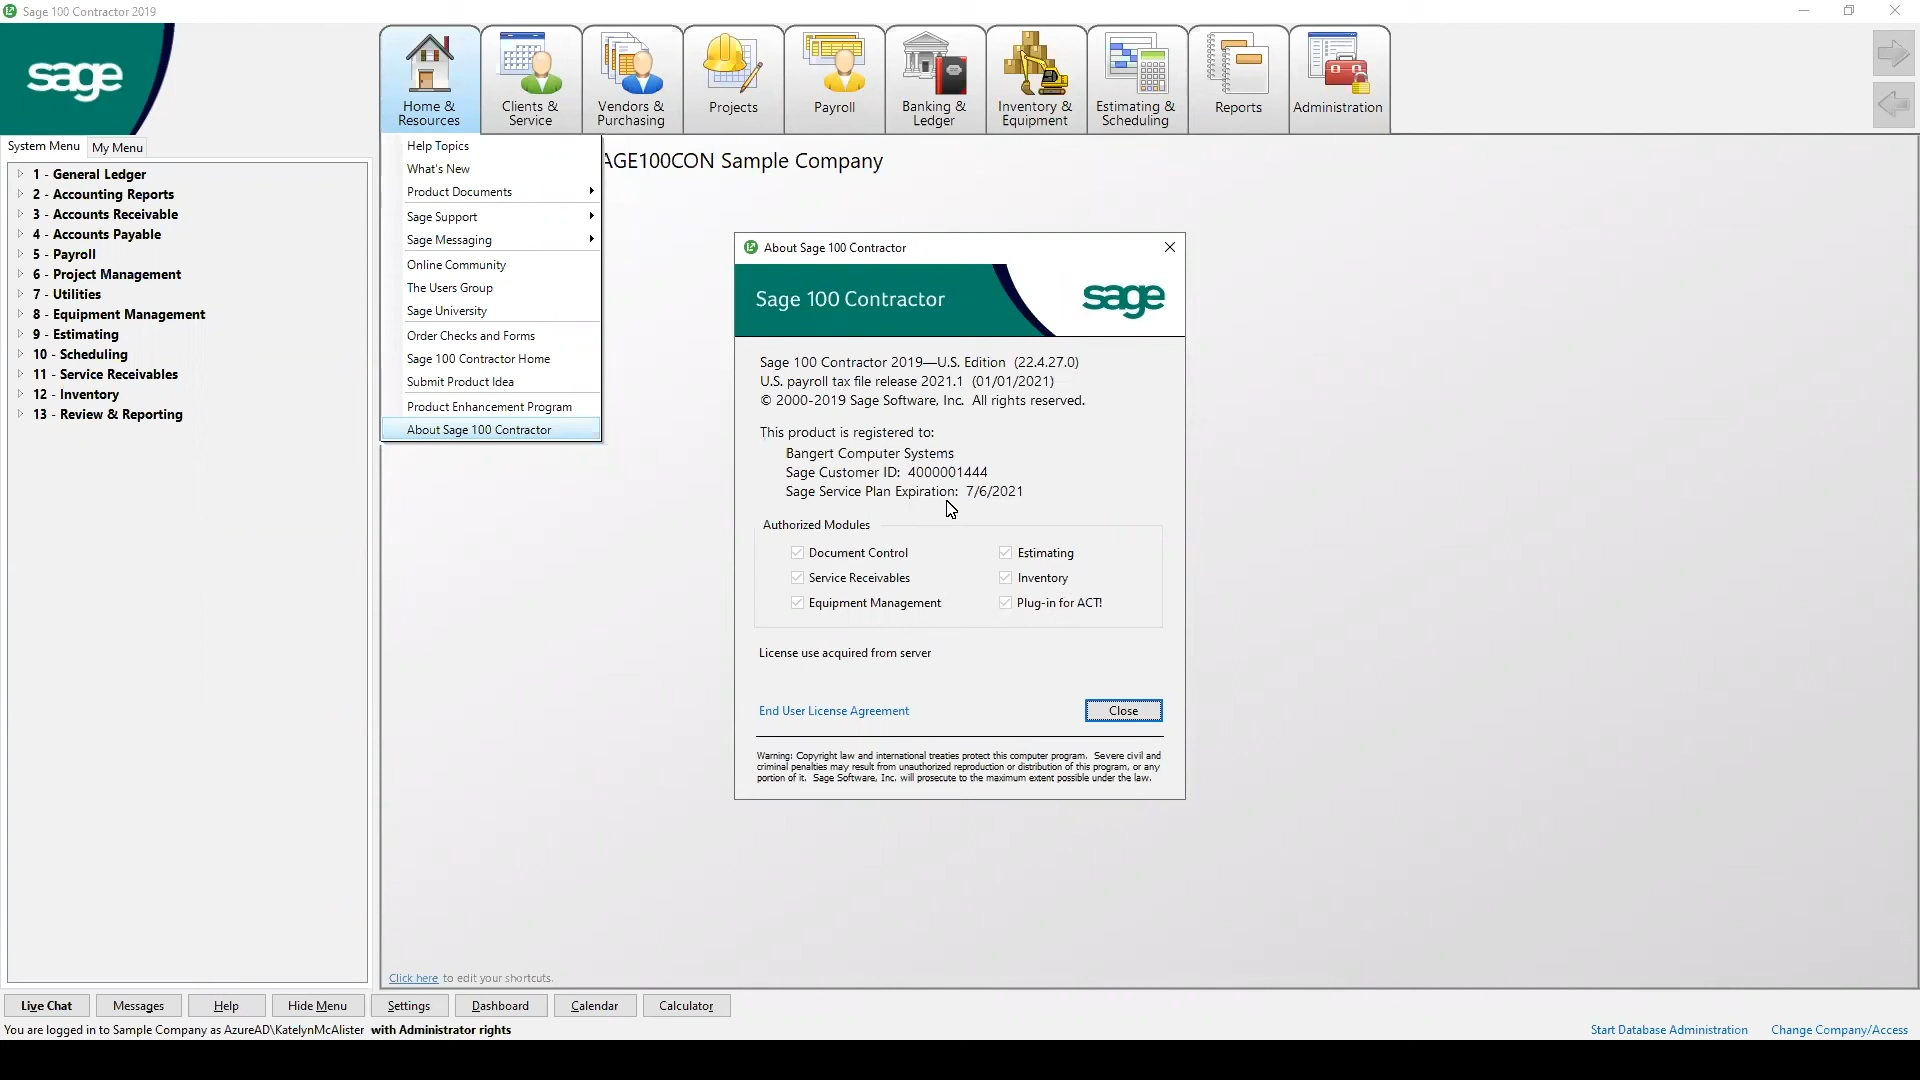 Sage 100 Contractor 2019
sage
Home &
Resources
Clients &
Service
Vendors &
Purchasing
Projects
Payroll
Banking &
Ledger
Inventory &
Equipment
Estimating &
Scheduling
Reports
Administration
System Menu
My Menu
1 - General Ledger
2 - Accounting Reports
3 - Accounts Receivable
4 - Accounts Payable
5 - Payroll
6 - Project Management
7 - Utilities
8 - Equipment Management
9 - Estimating
10 - Scheduling
11 - Service Receivables
12 - Inventory
13 - Review & Reporting
Help Topics
What's New
Product Documents
Sage Support
Sage Messaging
Online Community
The Users Group
Sage University
Order Checks and Forms
Sage 100 Contractor Home
Submit Product Idea
Product Enhancement Program
About Sage 100 Contractor
AGE100CON Sample Company
About Sage 100 Contractor
Sage 100 Contractor
sage
Sage 100 Contractor 2019—U.S. Edition (22.4.27.0)
U.S. payroll tax file release 2021.1 (01/01/2021)
© 2000-2019 Sage Software, Inc. All rights reserved.
This product is registered to:
Bangert Computer Systems
Sage Customer ID: 4000001444
Sage Service Plan Expiration: 7/6/2021
Authorized Modules
Document Control
Estimating
Service Receivables
Inventory
Equipment Management
Plug-in for ACT!
License use acquired from server
End User License Agreement
Close
Warning: Copyright law and international treaties protect this computer program. Severe civil and
criminal penalties may result from unauthorized reproduction or distribution of this program, or any
portion of it. Sage Software, Inc. will prosecute to the maximum extent possible under the law.
Click here to edit your shortcuts.
Live Chat
Messages
Help
Hide Menu
Settings
Dashboard
Calendar
Calculator
You are logged in to Sample Company as AzureAD\KatelynMcAlister with Administrator rights
Start Database Administration
Change Company/Access